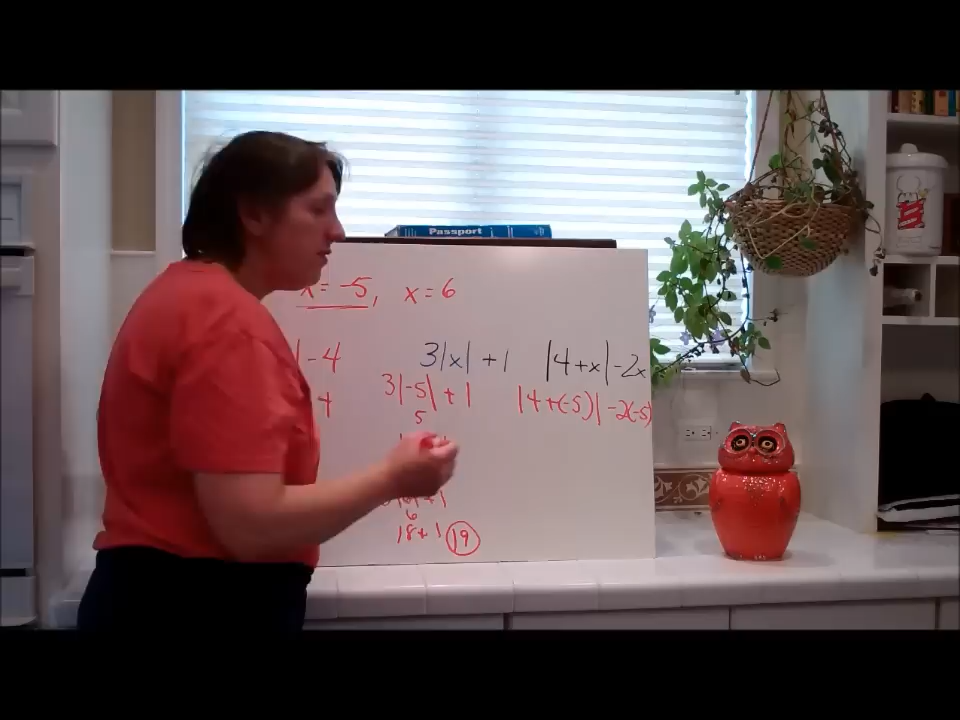 Passport
x = -5, x = 6
|-4 3|x| + 1 |4+x| -2x
4 3|-5| + 1 |4+(-5)| -2(-5)
5
6
18+1 19